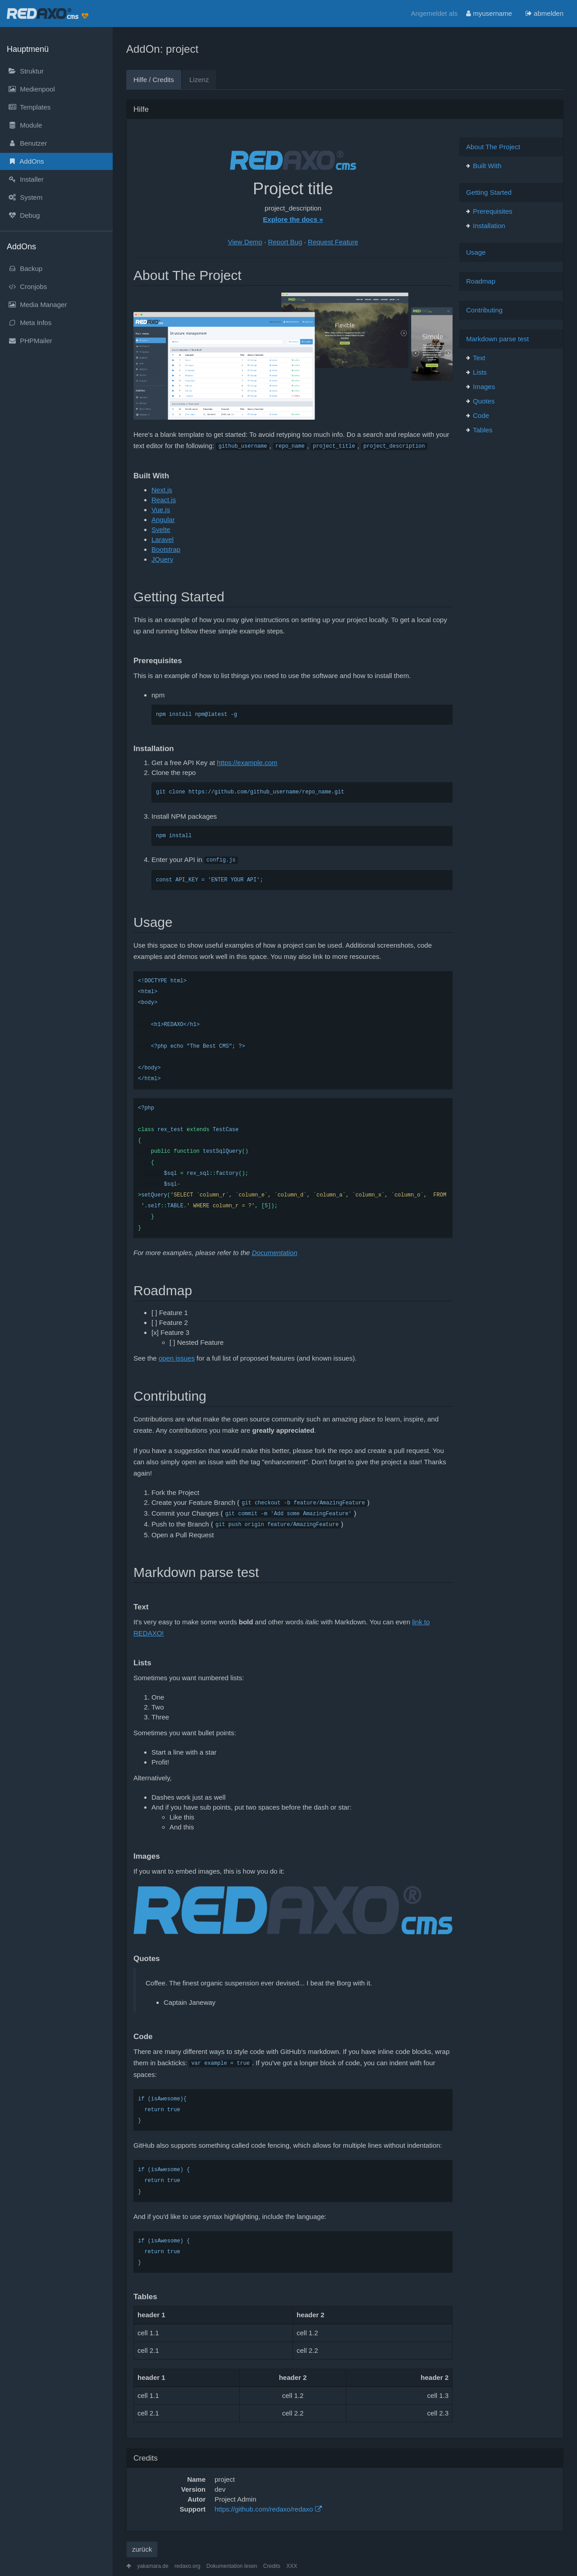 REDAXO cms
Angemeldet als myusername abmelden
Hauptmenü
Struktur
Medienpool
Templates
Module
Benutzer
AddOns
Installer
System
Debug
AddOns
Backup
Cronjobs
Media Manager
Meta Infos
PHPMailer
AddOn: project
Hilfe / Credits Lizenz
Hilfe
REDAXO® cms
Project title
project_description
Explore the docs »
View Demo · Report Bug · Request Feature
About The Project
Structure management
Flexible
Simple
Here's a blank template to get started: To avoid retyping too much info. Do a search and replace with your
text editor for the following: github_username , repo_name , project_title , project_description
Built With
Next.js
React.js
Vue.js
Angular
Svelte
Laravel
Bootstrap
JQuery
Getting Started
This is an example of how you may give instructions on setting up your project locally. To get a local copy
up and running follow these simple example steps.
Prerequisites
This is an example of how to list things you need to use the software and how to install them.
npm
npm install npm@latest -g
Installation
1. Get a free API Key at https://example.com
2. Clone the repo
git clone https://github.com/github_username/repo_name.git
3. Install NPM packages
npm install
4. Enter your API in config.js
const API_KEY = 'ENTER YOUR API';
Usage
Use this space to show useful examples of how a project can be used. Additional screenshots, code
examples and demos work well in this space. You may also link to more resources.
<!DOCTYPE html>
<html>
<body>
<h1>REDAXO</h1>
<?php echo "The Best CMS"; ?>
</body>
</html>
<?php
class rex_test extends TestCase
{
public function testSqlQuery()
{
$sql = rex_sql::factory();
$sql-
>setQuery('SELECT `column_r`, `column_e`, `column_d`, `column_a`, `column_x`, `column_o`,  FROM
'.self::TABLE.' WHERE column_r = ?', [5]);
}
}
For more examples, please refer to the Documentation
Roadmap
[ ] Feature 1
[ ] Feature 2
[x] Feature 3
[ ] Nested Feature
See the open issues for a full list of proposed features (and known issues).
Contributing
Contributions are what make the open source community such an amazing place to learn, inspire, and
create. Any contributions you make are greatly appreciated.
If you have a suggestion that would make this better, please fork the repo and create a pull request. You
can also simply open an issue with the tag "enhancement". Don't forget to give the project a star! Thanks
again!
1. Fork the Project
2. Create your Feature Branch ( git checkout -b feature/AmazingFeature )
3. Commit your Changes ( git commit -m 'Add some AmazingFeature' )
4. Push to the Branch ( git push origin feature/AmazingFeature )
5. Open a Pull Request
Markdown parse test
Text
It's very easy to make some words bold and other words italic with Markdown. You can even link to
REDAXO!
Lists
Sometimes you want numbered lists:
1. One
2. Two
3. Three
Sometimes you want bullet points:
Start a line with a star
Profit!
Alternatively,
Dashes work just as well
And if you have sub points, put two spaces before the dash or star:
Like this
And this
Images
If you want to embed images, this is how you do it:
REDAXO® cms
Quotes
Coffee. The finest organic suspension ever devised... I beat the Borg with it.
Captain Janeway
Code
There are many different ways to style code with GitHub's markdown. If you have inline code blocks, wrap
them in backticks: var example = true . If you've got a longer block of code, you can indent with four
spaces:
if (isAwesome){
return true
}
GitHub also supports something called code fencing, which allows for multiple lines without indentation:
if (isAwesome) {
return true
}
And if you'd like to use syntax highlighting, include the language:
if (isAwesome) {
return true
}
Tables
header 1 header 2
cell 1.1 cell 1.2
cell 2.1 cell 2.2
header 1 header 2 header 2
cell 1.1 cell 1.2 cell 1.3
cell 2.1 cell 2.2 cell 2.3
About The Project
Built With
Getting Started
Prerequisites
Installation
Usage
Roadmap
Contributing
Markdown parse test
Text
Lists
Images
Quotes
Code
Tables
Credits
Name project
Version dev
Autor Project Admin
Support https://github.com/redaxo/redaxo
zurück
yakamara.de redaxo.org Dokumentation lesen Credits XXX